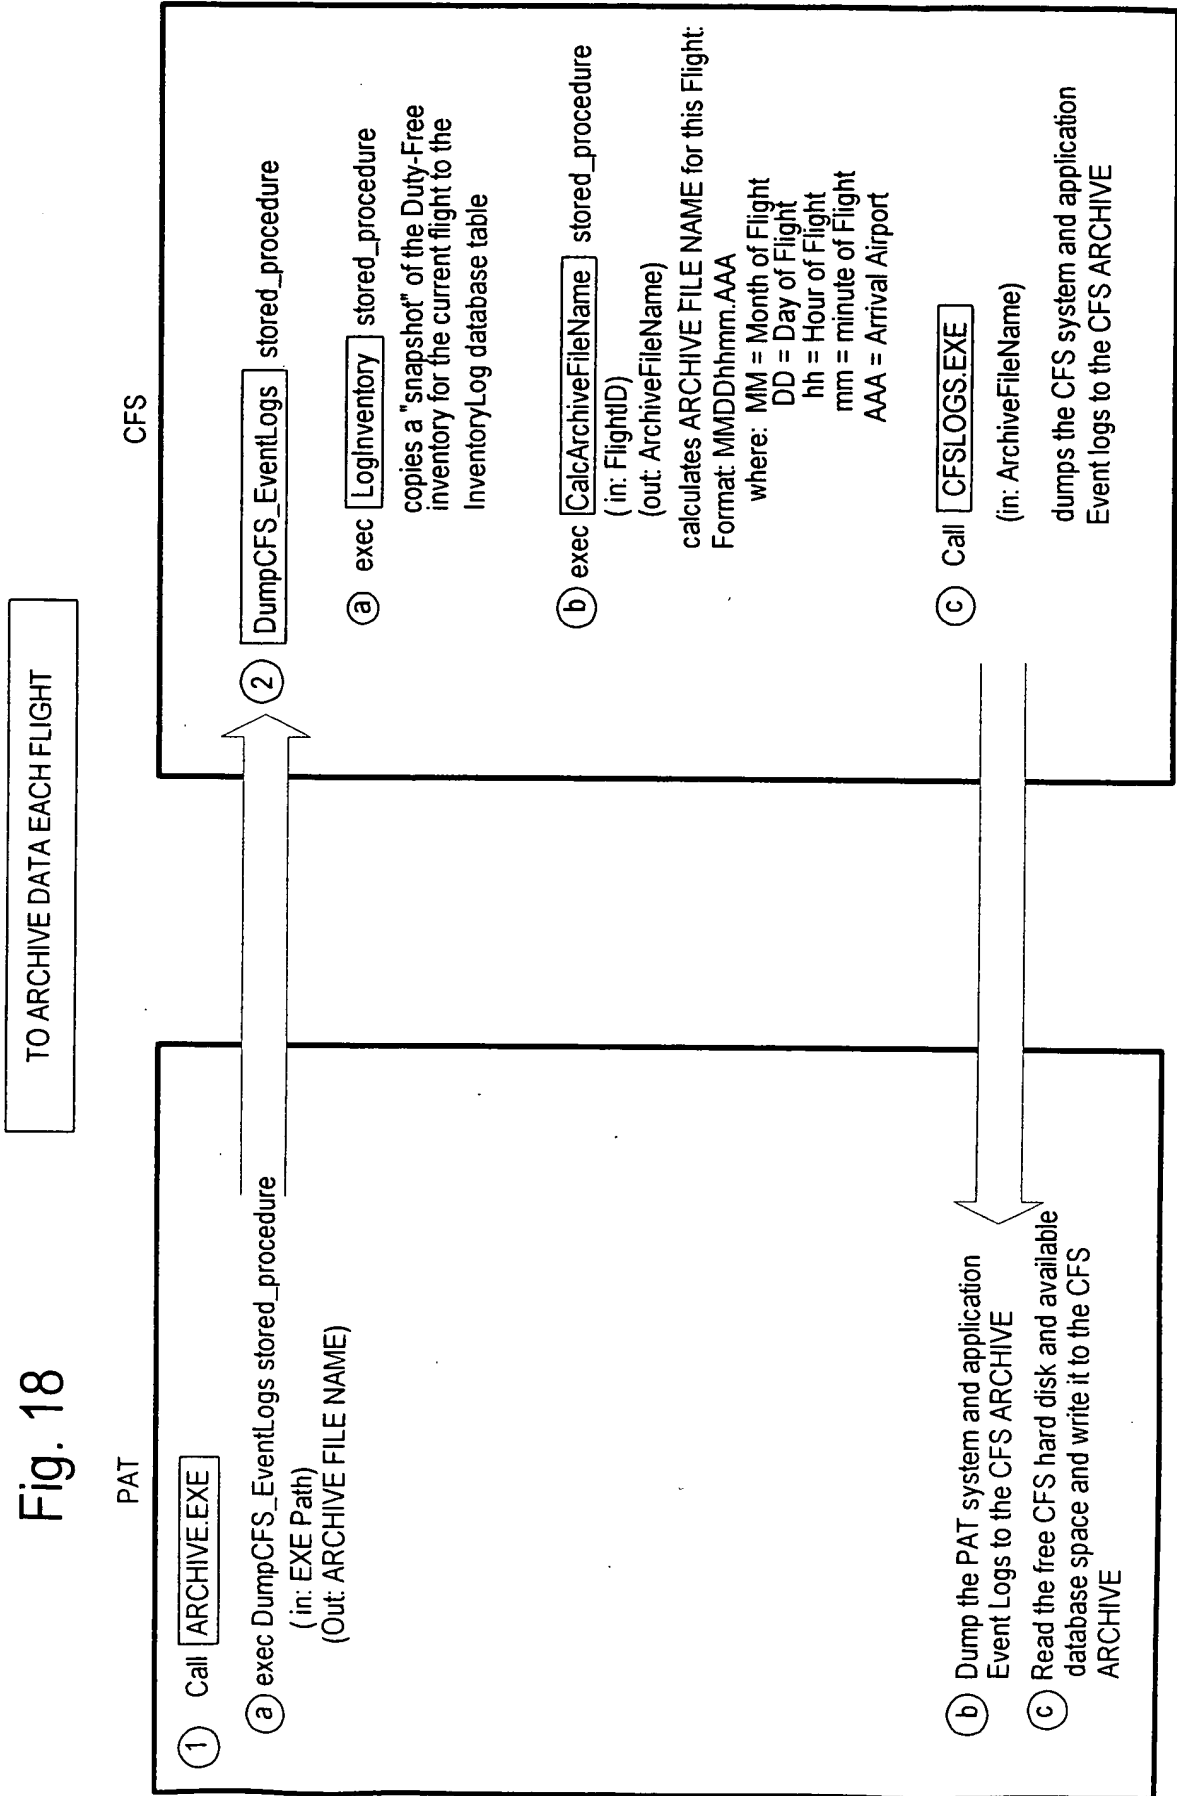 Fig. 18
TO ARCHIVE DATA EACH FLIGHT
PAT
1 Call ARCHIVE.EXE
a exec DumpCFS_EventLogs stored_procedure
( in: EXE Path)
(Out: ARCHIVE FILE NAME)
b Dump the PAT system and application
Event Logs to the CFS ARCHIVE
c Read the free CFS hard disk and available
database space and write it to the CFS
ARCHIVE
CFS
2 DumpCFS_EventLogs stored_procedure
a exec LogInventory stored_procedure
copies a "snapshot" of the Duty-Free
inventory for the current flight to the
InventoryLog database table
b exec CalcArchiveFileName stored_procedure
( in: FlightID)
(out: ArchiveFileName)
calculates ARCHIVE FILE NAME for this Flight:
Format: MMDDhhmm.AAA
where: MM = Month of Flight
DD = Day of Flight
hh = Hour of Flight
mm = minute of Flight
AAA = Arrival Airport
c Call CFSLOGS.EXE
(in: ArchiveFileName)
dumps the CFS system and application
Event logs to the CFS ARCHIVE